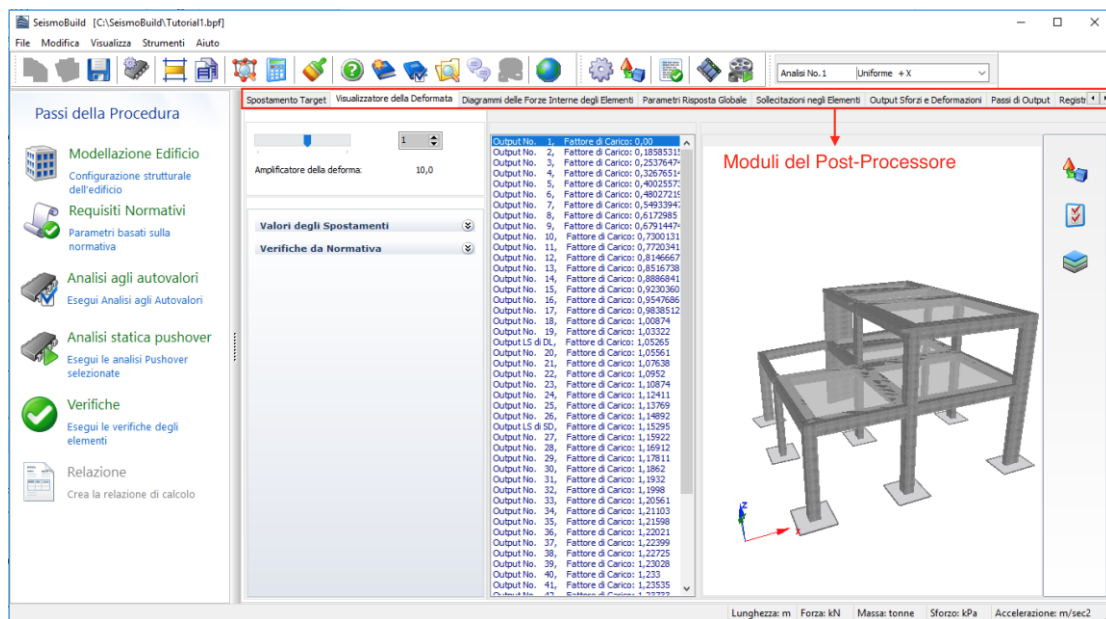 SeismoBuild [C:\SeismoBuild\Tutorial1.bpf]
File Modifica Visualizza Strumenti Aiuto
Analisi No. 1 Uniforme +X
Passi della Procedura
Modellazione Edificio
Configurazione strutturale
dell'edificio
Requisiti Normativi
Parametri basati sulla
normativa
Analisi agli autovalori
Esegui Analisi agli Autovalori
Analisi statica pushover
Esegui le analisi Pushover
selezionate
Verifiche
Esegui le verifiche degli
elementi
Relazione
Crea la relazione di calcolo
Spostamento Target Visualizzatore della Deformata Diagrammi delle Forze Interne degli Elementi Parametri Risposta Globale Sollecitazioni negli Elementi Output Sforzi e Deformazioni Passi di Output Registr
1
Amplificatore della deforma: 10,0
Valori degli Spostamenti
Verifiche da Normativa
Output No. 1, Fattore di Carico: 0,00
Output No. 2, Fattore di Carico: 0,1858531
Output No. 3, Fattore di Carico: 0,2537647
Output No. 4, Fattore di Carico: 0,3267651
Output No. 5, Fattore di Carico: 0,4002557
Output No. 6, Fattore di Carico: 0,4802721
Output No. 7, Fattore di Carico: 0,5493394
Output No. 8, Fattore di Carico: 0,6172985
Output No. 9, Fattore di Carico: 0,6791447
Output No. 10, Fattore di Carico: 0,7300131
Output No. 11, Fattore di Carico: 0,7720341
Output No. 12, Fattore di Carico: 0,8146667
Output No. 13, Fattore di Carico: 0,8516738
Output No. 14, Fattore di Carico: 0,8886841
Output No. 15, Fattore di Carico: 0,9230360
Output No. 16, Fattore di Carico: 0,9547686
Output No. 17, Fattore di Carico: 0,9838512
Output No. 18, Fattore di Carico: 1,00874
Output No. 19, Fattore di Carico: 1,03322
Output LS di DL, Fattore di Carico: 1,05265
Output No. 20, Fattore di Carico: 1,05561
Output No. 21, Fattore di Carico: 1,07638
Output No. 22, Fattore di Carico: 1,0952
Output No. 23, Fattore di Carico: 1,10874
Output No. 24, Fattore di Carico: 1,12411
Output No. 25, Fattore di Carico: 1,13769
Output No. 26, Fattore di Carico: 1,14892
Output LS di SD, Fattore di Carico: 1,15295
Output No. 27, Fattore di Carico: 1,15922
Output No. 28, Fattore di Carico: 1,16912
Output No. 29, Fattore di Carico: 1,17811
Output No. 30, Fattore di Carico: 1,1862
Output No. 31, Fattore di Carico: 1,1932
Output No. 32, Fattore di Carico: 1,1998
Output No. 33, Fattore di Carico: 1,20561
Output No. 34, Fattore di Carico: 1,21103
Output No. 35, Fattore di Carico: 1,21598
Output No. 36, Fattore di Carico: 1,22021
Output No. 37, Fattore di Carico: 1,22399
Output No. 38, Fattore di Carico: 1,22725
Output No. 39, Fattore di Carico: 1,23028
Output No. 40, Fattore di Carico: 1,233
Output No. 41, Fattore di Carico: 1,23535
Moduli del Post-Processore
z
x
Lunghezza: m Forza: kN Massa: tonne Sforzo: kPa Accelerazione: m/sec2